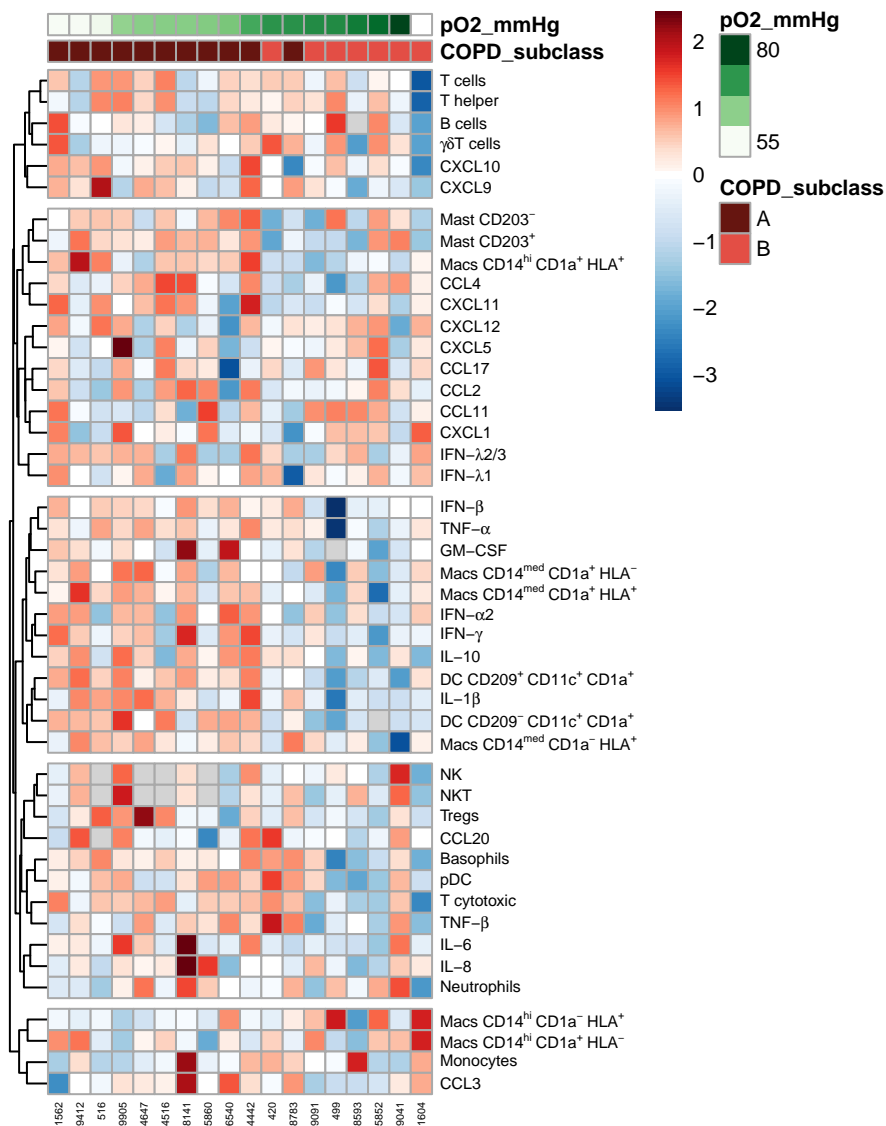 pO2_mmHg
COPD_subclass
T cells
T helper
B cells
γδT cells
CXCL10
CXCL9
Mast CD203⁻
Mast CD203⁺
Macs CD14ʰⁱ CD1a⁺ HLA⁺
CCL4
CXCL11
CXCL12
CXCL5
CCL17
CCL2
CCL11
CXCL1
IFN−λ2/3
IFN−λ1
IFN−β
TNF−α
GM−CSF
Macs CD14ᵐᵉᵈ CD1a⁺ HLA⁻
Macs CD14ᵐᵉᵈ CD1a⁺ HLA⁺
IFN−α2
IFN−γ
IL−10
DC CD209⁺ CD11c⁺ CD1a⁺
IL−1β
DC CD209⁻ CD11c⁺ CD1a⁺
Macs CD14ᵐᵉᵈ CD1a⁻ HLA⁺
NK
NKT
Tregs
CCL20
Basophils
pDC
T cytotoxic
TNF−β
IL−6
IL−8
Neutrophils
Macs CD14ʰⁱ CD1a⁻ HLA⁺
Macs CD14ʰⁱ CD1a⁺ HLA⁻
Monocytes
CCL3
1562 9412 516 9905 4647 4516 8141 5860 6540 4442 420 8783 9091 499 8593 5852 9041 1604
2
1
0
−1
−2
−3
pO2_mmHg
80
55
COPD_subclass
A
B